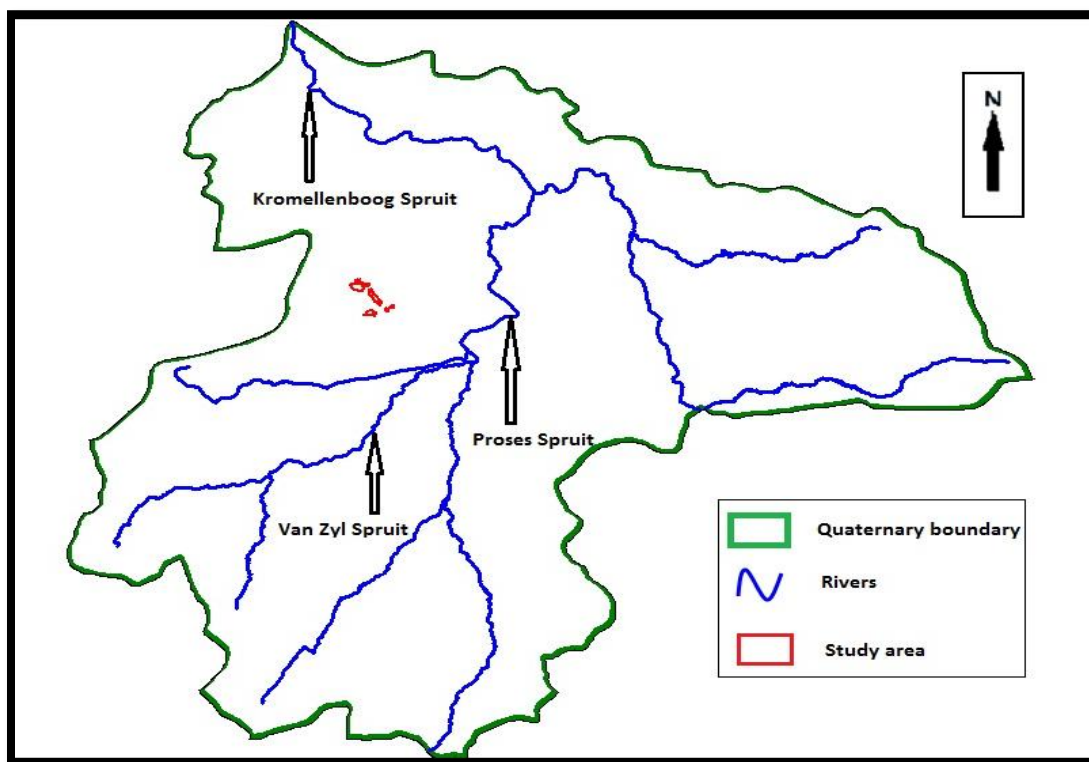 N
Kromellenboog Spruit
Proses Spruit
Van Zyl Spruit
Quaternary boundary
Rivers
Study area